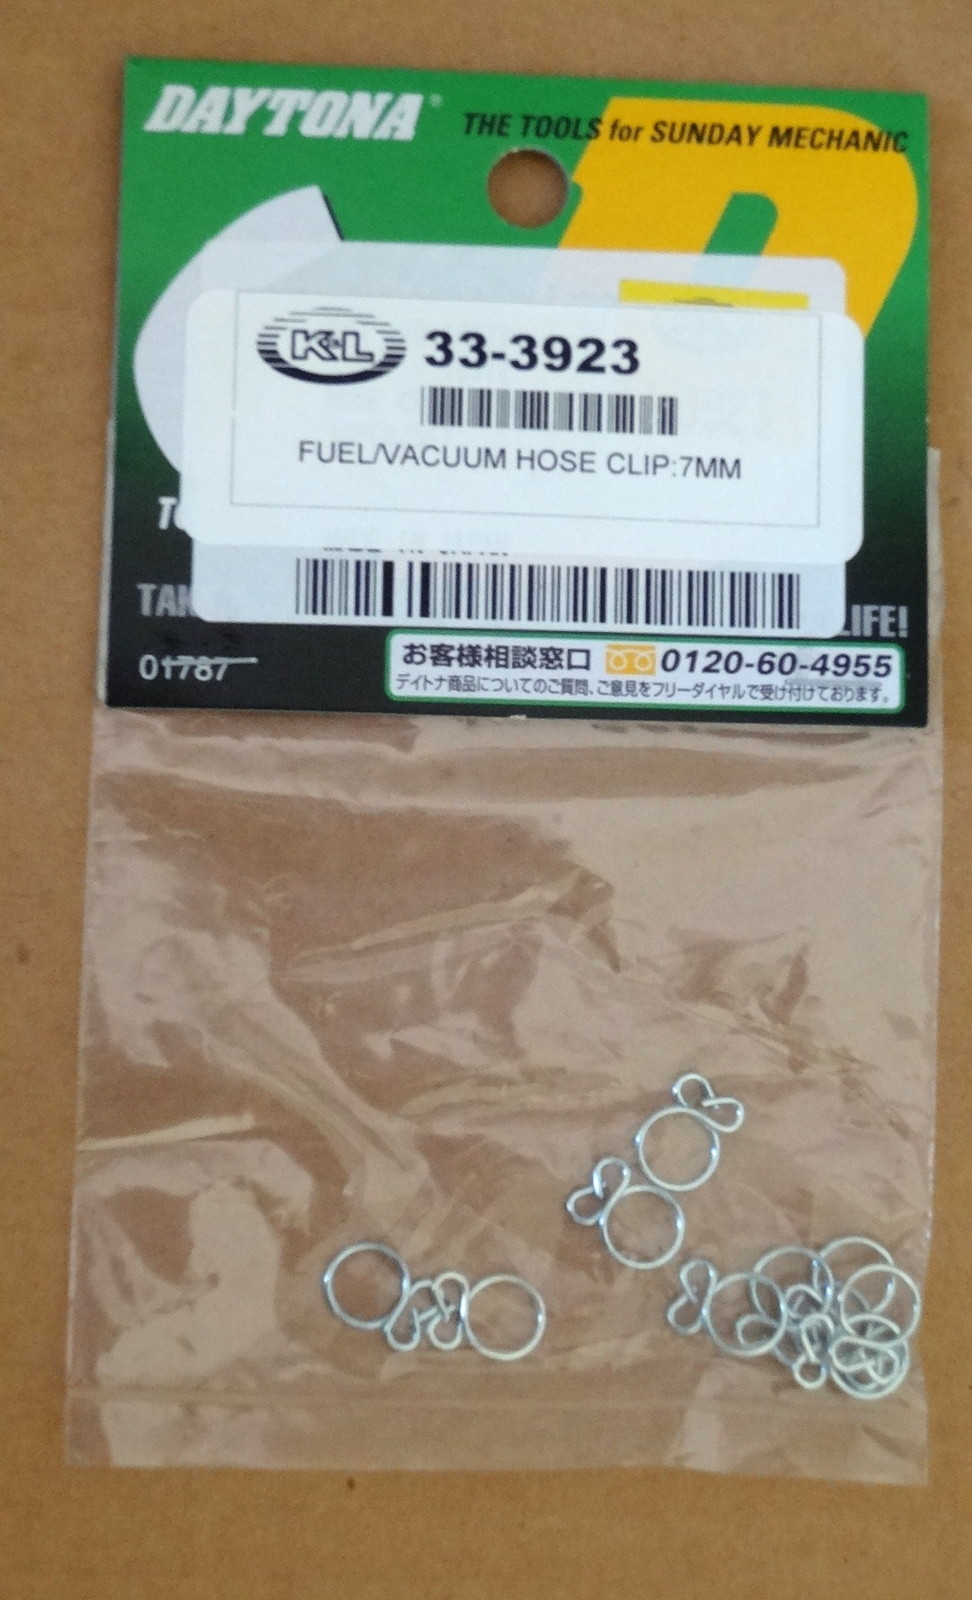 DAYTONA®
THE TOOLS for SUNDAY MECHANIC
K&L
33-3923
FUEL/VACUUM HOSE CLIP:7MM
LIFE!
01787
お客様相談窓口 0120-60-4955
デイトナ商品についてのご質問、ご意見をフリーダイヤルで受け付けております。